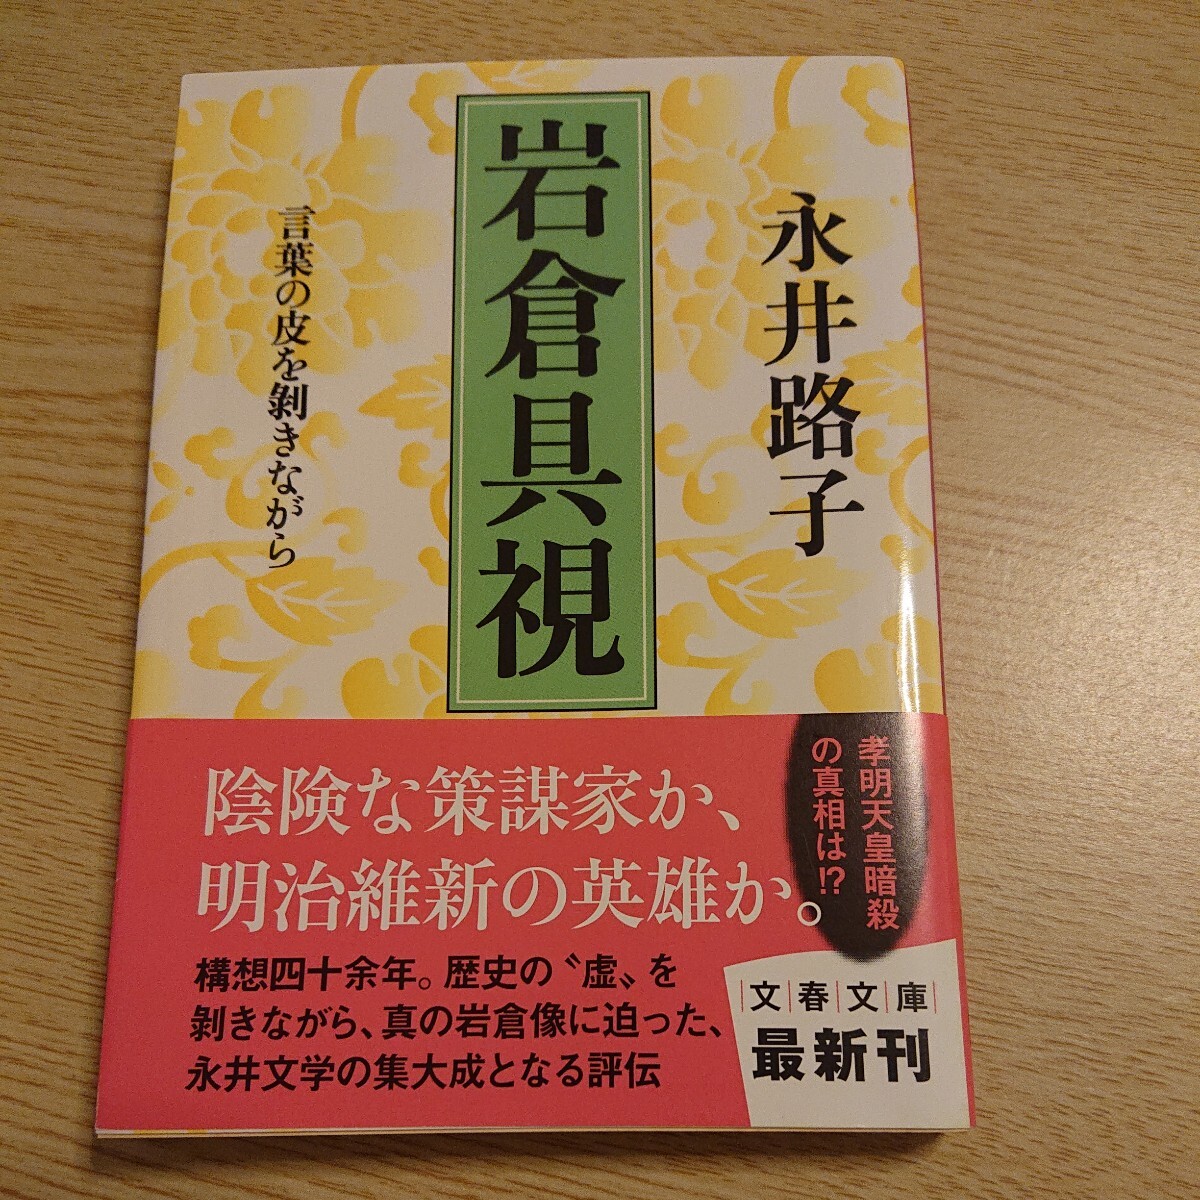 永井路子
岩倉具視
言葉の皮を剝きながら
孝明天皇暗殺
の真相は!?
陰険な策謀家か、
明治維新の英雄か。
構想四十余年。歴史の〝虚〟を
剝きながら、真の岩倉像に迫った、
永井文学の集大成となる評伝
文春文庫
最新刊